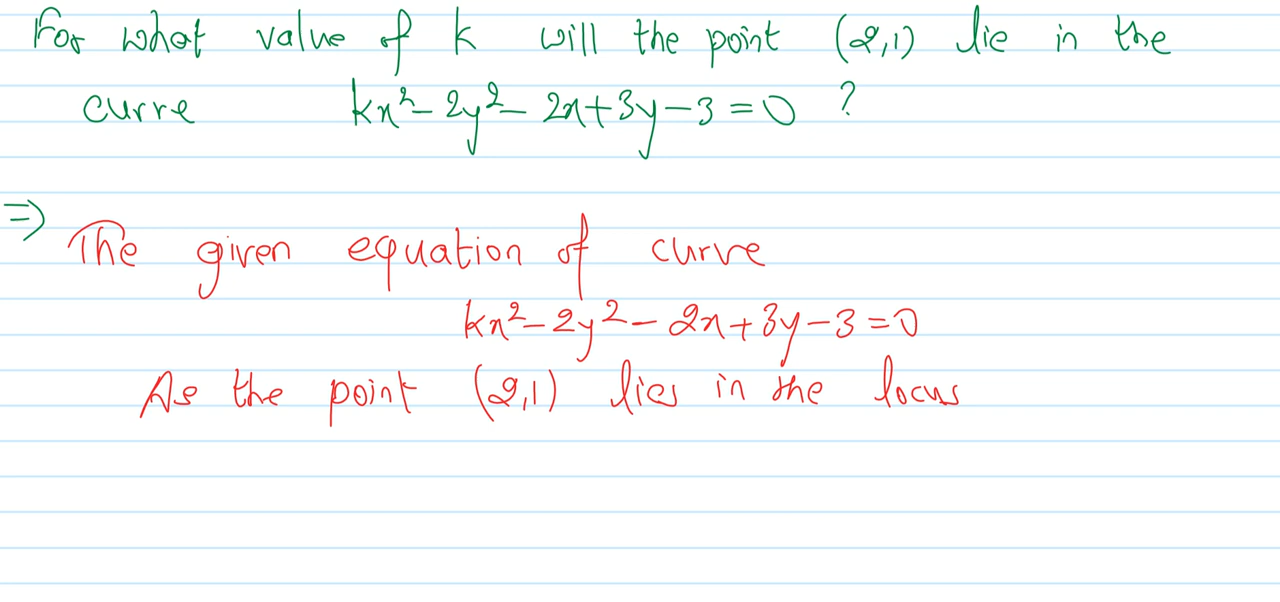 For what value of k will the point (2,1) lie in the
curve kx²-2y²-2x+3y-3=0 ?
⇒
The given equation of curve
kx²-2y²-2x+3y-3=0
As the point (2,1) lies in the locus